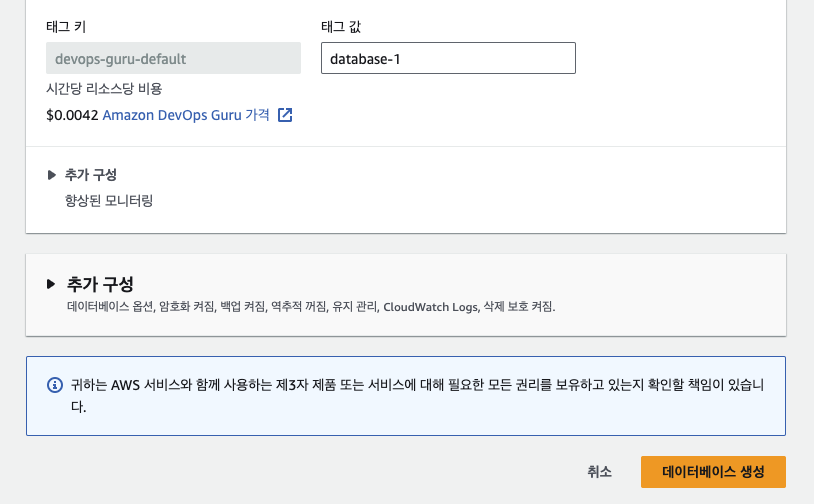 태그 키
태그 값
devops-guru-default
database-1
시간당 리소스당 비용
$0.0042 Amazon DevOps Guru 가격
추가 구성
향상된 모니터링
추가 구성
데이터베이스 옵션, 암호화 켜짐, 백업 켜짐, 역추적 꺼짐, 유지 관리, CloudWatch Logs, 삭제 보호 켜짐.
귀하는 AWS 서비스와 함께 사용하는 제3자 제품 또는 서비스에 대해 필요한 모든 권리를 보유하고 있는지 확인할 책임이 있습니
다.
취소
데이터베이스 생성